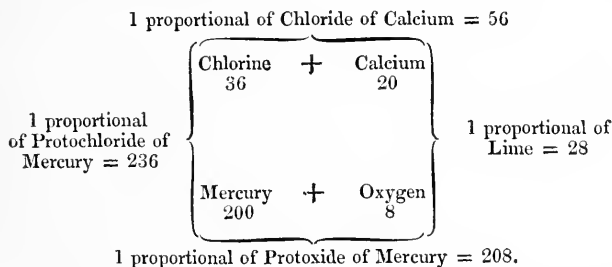 1 proportional of Chloride of Calcium = 56
Chlorine + Calcium
36 20
1 proportional
of Protochloride of
Mercury = 236
1 proportional of
Lime = 28
Mercury + Oxygen
200 8
1 proportional of Protoxide of Mercury = 208.